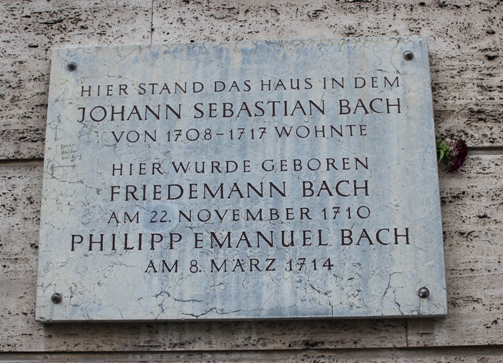 HIER STAND DAS HAUS IN DEM
JOHANN SEBASTIAN BACH
VON 1708-1717 WOHNTE
HIER WURDE GEBOREN
FRIEDEMANN BACH
AM 22. NOVEMBER 1710
PHILIPP EMANUEL BACH
AM 8. MÄRZ 1714